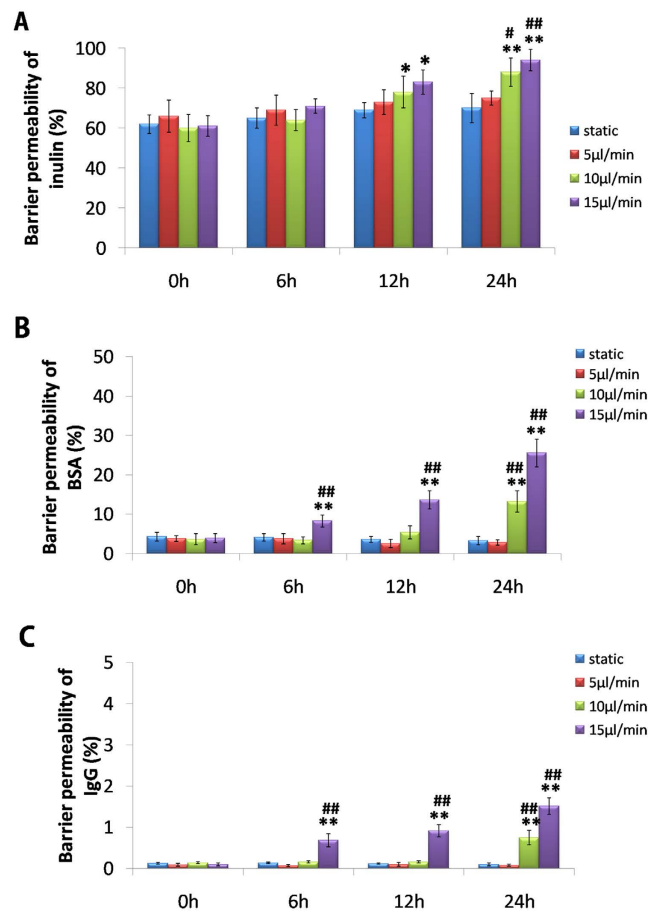 A
Barrier permeability of
inulin (%)
100
80
60
40
20
0
* *
# ##
** **
0h 6h 12h 24h
static
5µl/min
10µl/min
15µl/min
B
Barrier permeability of
BSA (%)
50
40
30
20
10
0
##
**
##
**
##
**
##
**
0h 6h 12h 24h
static
5µl/min
10µl/min
15µl/min
C
Barrier permeability of
IgG (%)
5
4
3
2
1
0
##
**
##
**
##
**
##
**
0h 6h 12h 24h
static
5µl/min
10µl/min
15µl/min